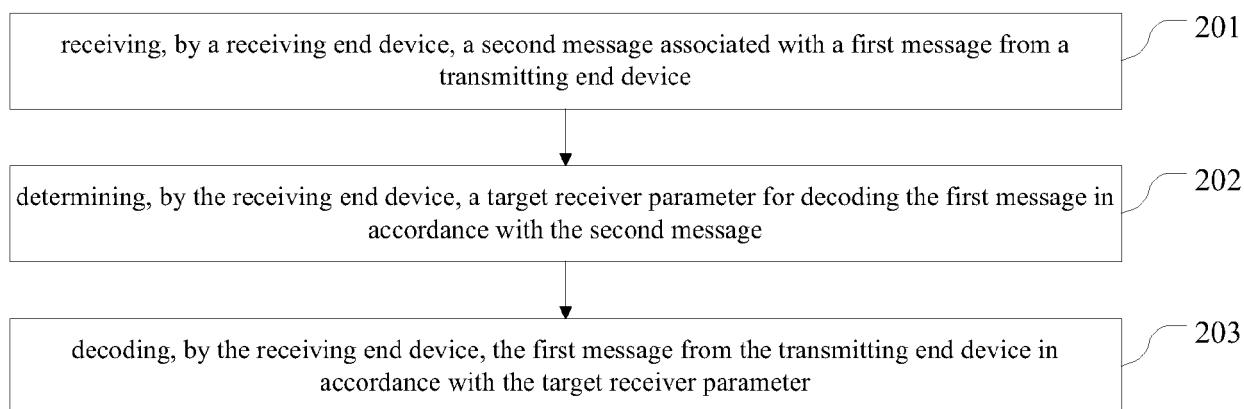 receiving, by a receiving end device, a second message associated with a first message from a
transmitting end device
201
determining, by the receiving end device, a target receiver parameter for decoding the first message in
accordance with the second message
202
decoding, by the receiving end device, the first message from the transmitting end device in
accordance with the target receiver parameter
203